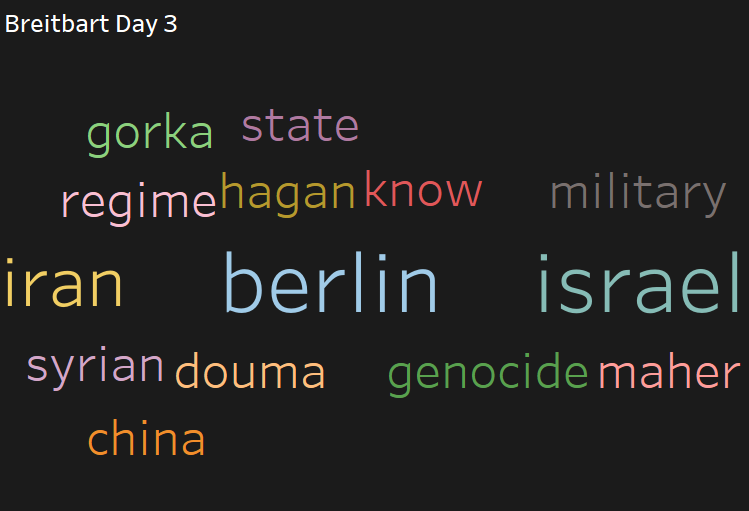 Breitbart Day 3
gorka state
regime hagan know military
iran berlin israel
syrian douma genocide maher
china